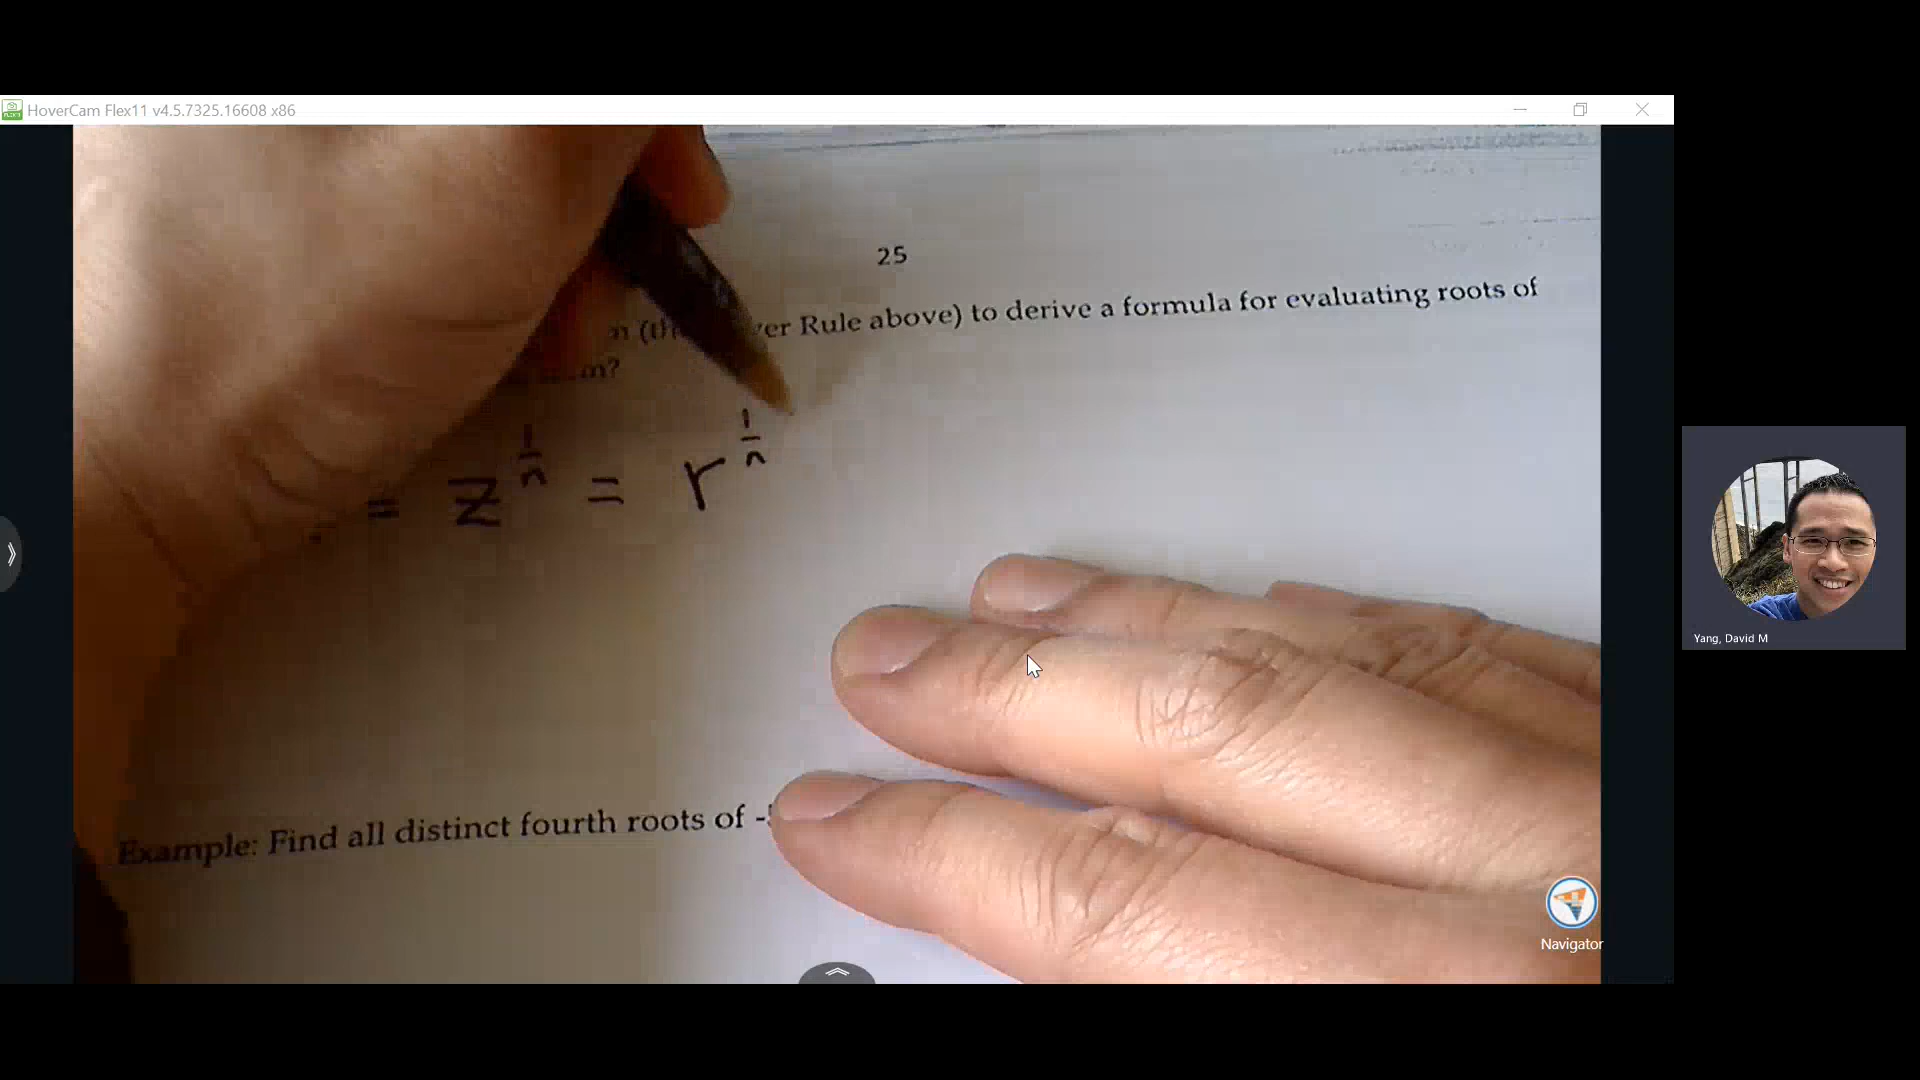 HoverCam Flex11 v4.5.7325.16608 x86
25
Rule above) to derive a formula for evaluating roots of
= z^(1/n) = r^(1/n)
Example: Find all distinct fourth roots of -
Navigator
Yang, David M